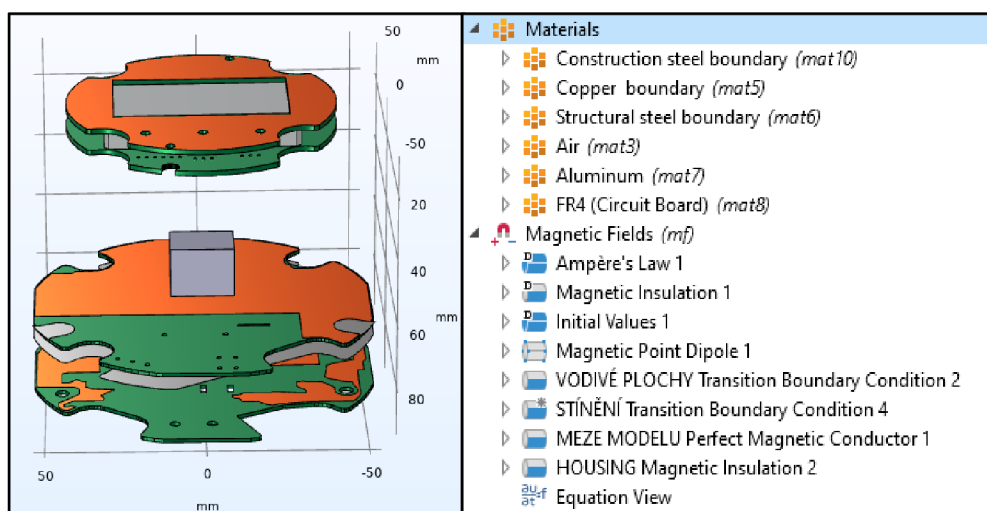 50
mm
0
-50
20
40
mm
60
80
50
0
-50
mm
Materials
Construction steel boundary (mat10)
Copper boundary (mat5)
Structural steel boundary (mat6)
Air (mat3)
Aluminum (mat7)
FR4 (Circuit Board) (mat8)
Magnetic Fields (mf)
D Ampère's Law 1
D Magnetic Insulation 1
D Initial Values 1
Magnetic Point Dipole 1
VODIVÉ PLOCHY Transition Boundary Condition 2
STÍNĚNÍ Transition Boundary Condition 4
MEZE MODELU Perfect Magnetic Conductor 1
HOUSING Magnetic Insulation 2
Equation View